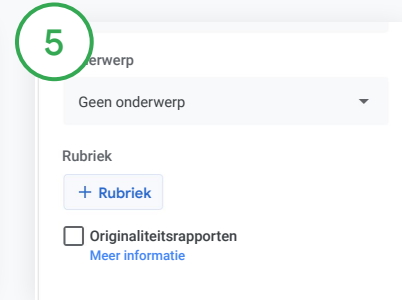 5
Geen onderwerp
Rubriek
+ Rubriek
Originaliteitsrapporten
Meer informatie